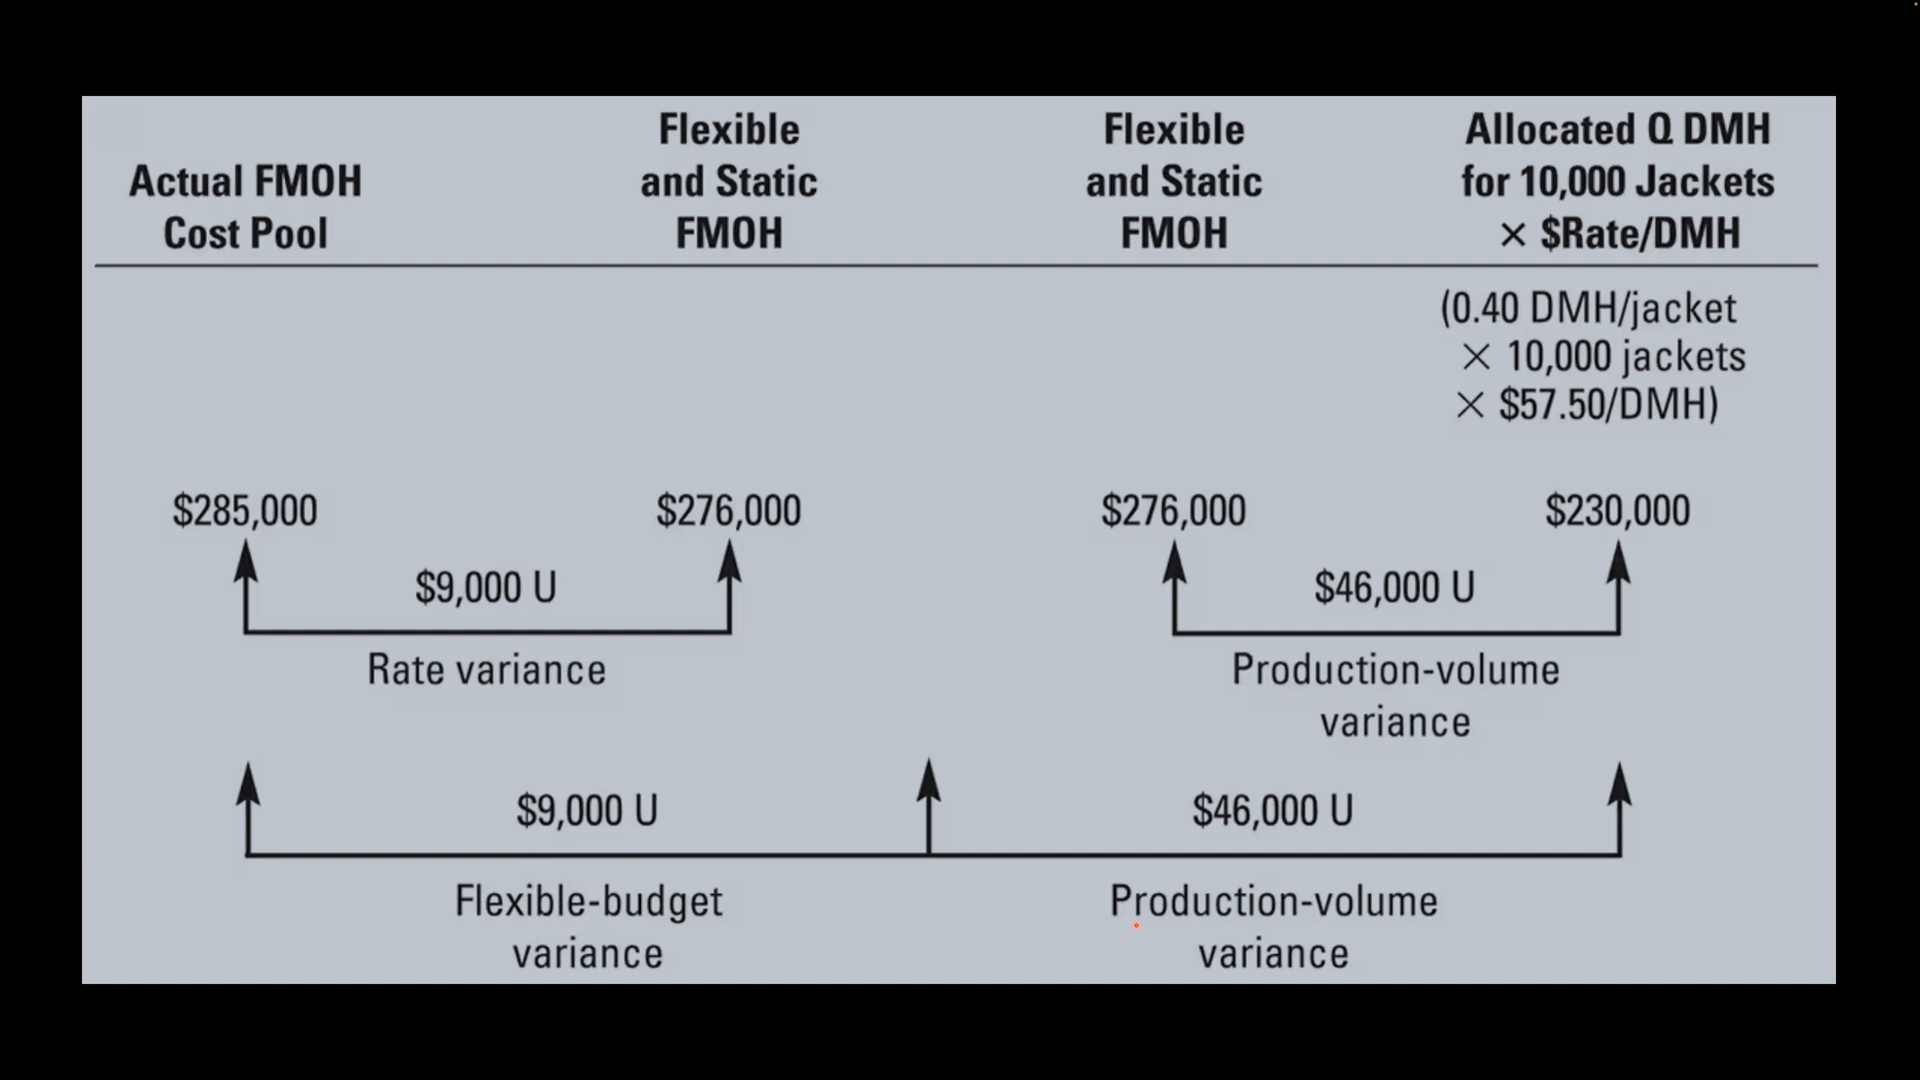 Actual FMOH
Cost Pool
Flexible
and Static
FMOH
Flexible
and Static
FMOH
Allocated Q DMH
for 10,000 Jackets
× $Rate/DMH
(0.40 DMH/jacket
× 10,000 jackets
× $57.50/DMH)
$285,000
$276,000
$276,000
$230,000
$9,000 U
$46,000 U
Rate variance
Production-volume
variance
$9,000 U
$46,000 U
Flexible-budget
variance
Production-volume
variance